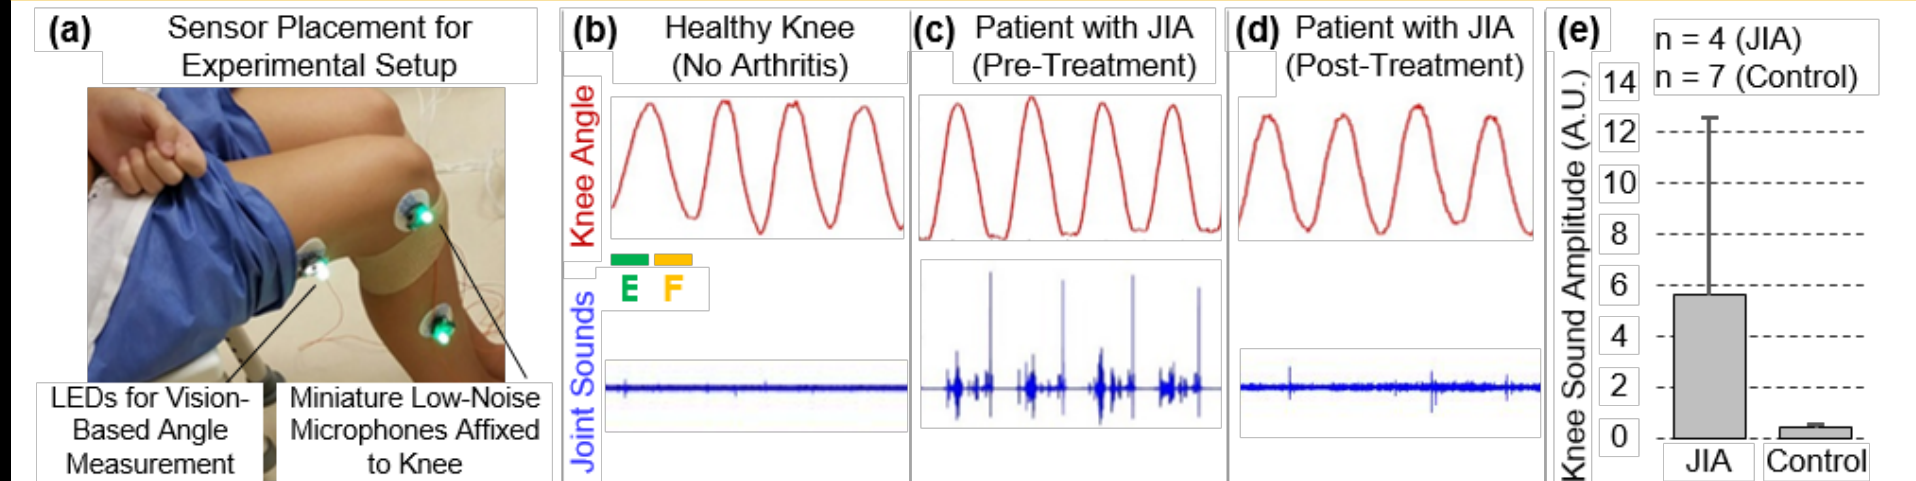 (a) Sensor Placement for
Experimental Setup
LEDs for Vision-
Based Angle
Measurement
Miniature Low-Noise
Microphones Affixed
to Knee
(b) Healthy Knee
(No Arthritis)
Knee Angle
E F
Joint Sounds
(c) Patient with JIA
(Pre-Treatment)
(d) Patient with JIA
(Post-Treatment)
(e)
n = 4 (JIA)
n = 7 (Control)
Knee Sound Amplitude (A.U.)
14
12
10
8
6
4
2
0
JIA Control